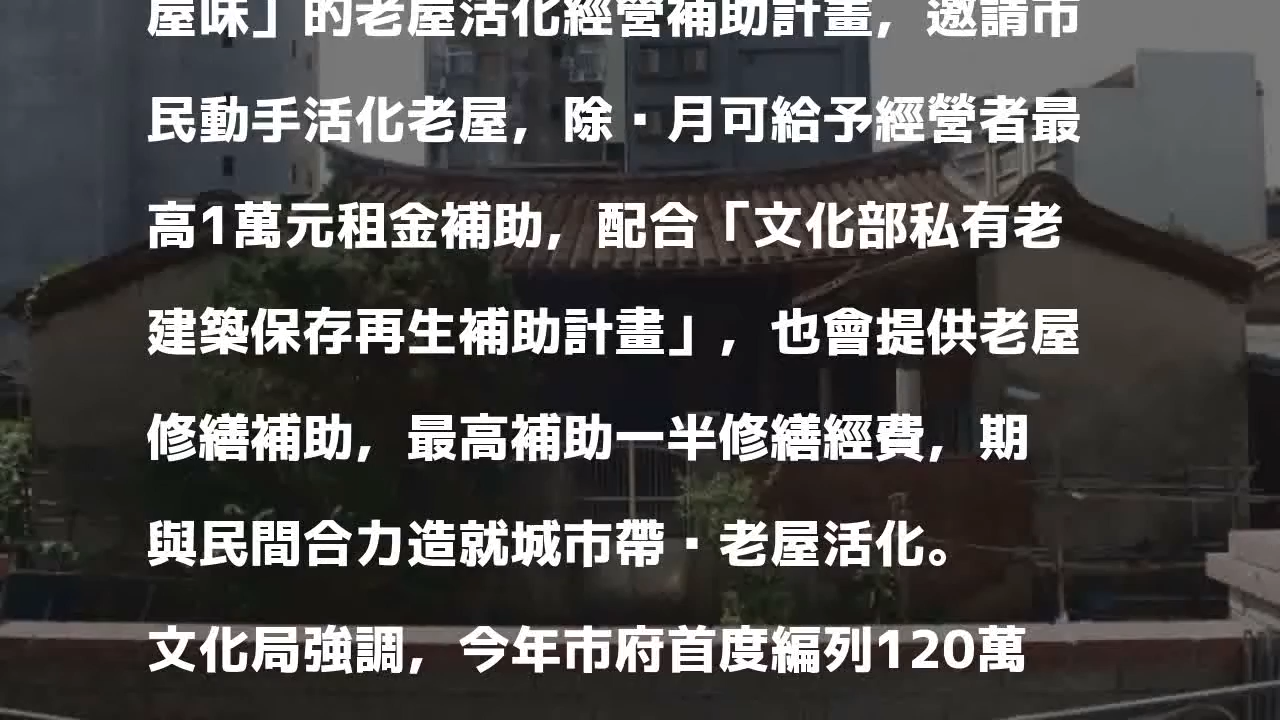 屋味」的老屋活化經營補助計畫，邀請市
民動手活化老屋，除·月可給予經營者最
高1萬元租金補助，配合「文化部私有老
建築保存再生補助計畫」，也會提供老屋
修繕補助，最高補助一半修繕經費，期
與民間合力造就城市帶·老屋活化。
文化局強調，今年市府首度編列120萬